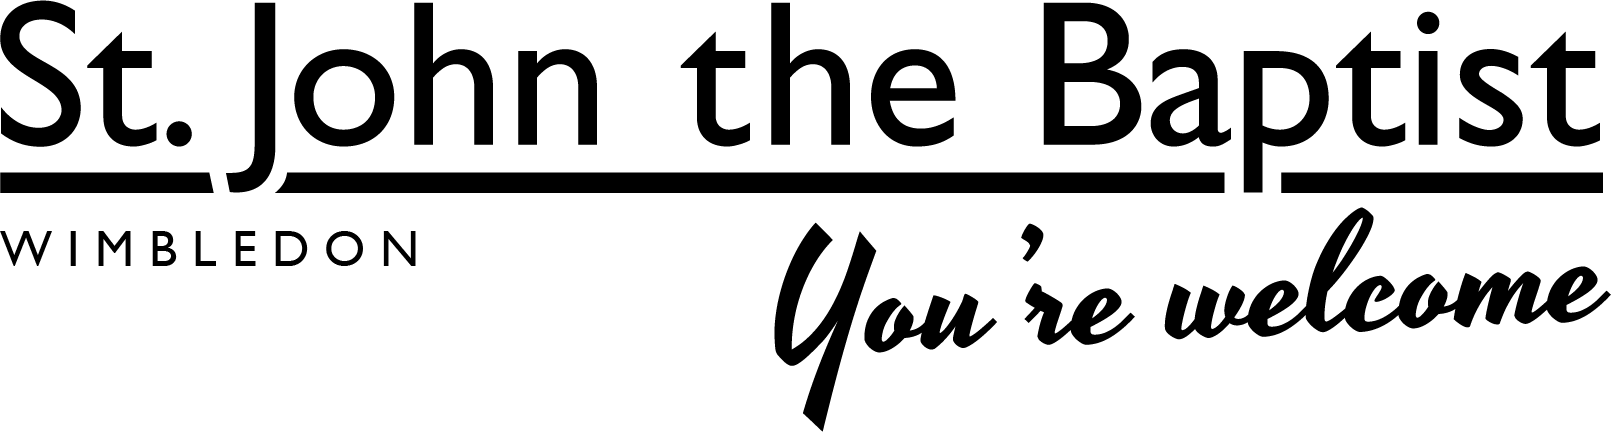 St. John the Baptist
WIMBLEDON
You're welcome